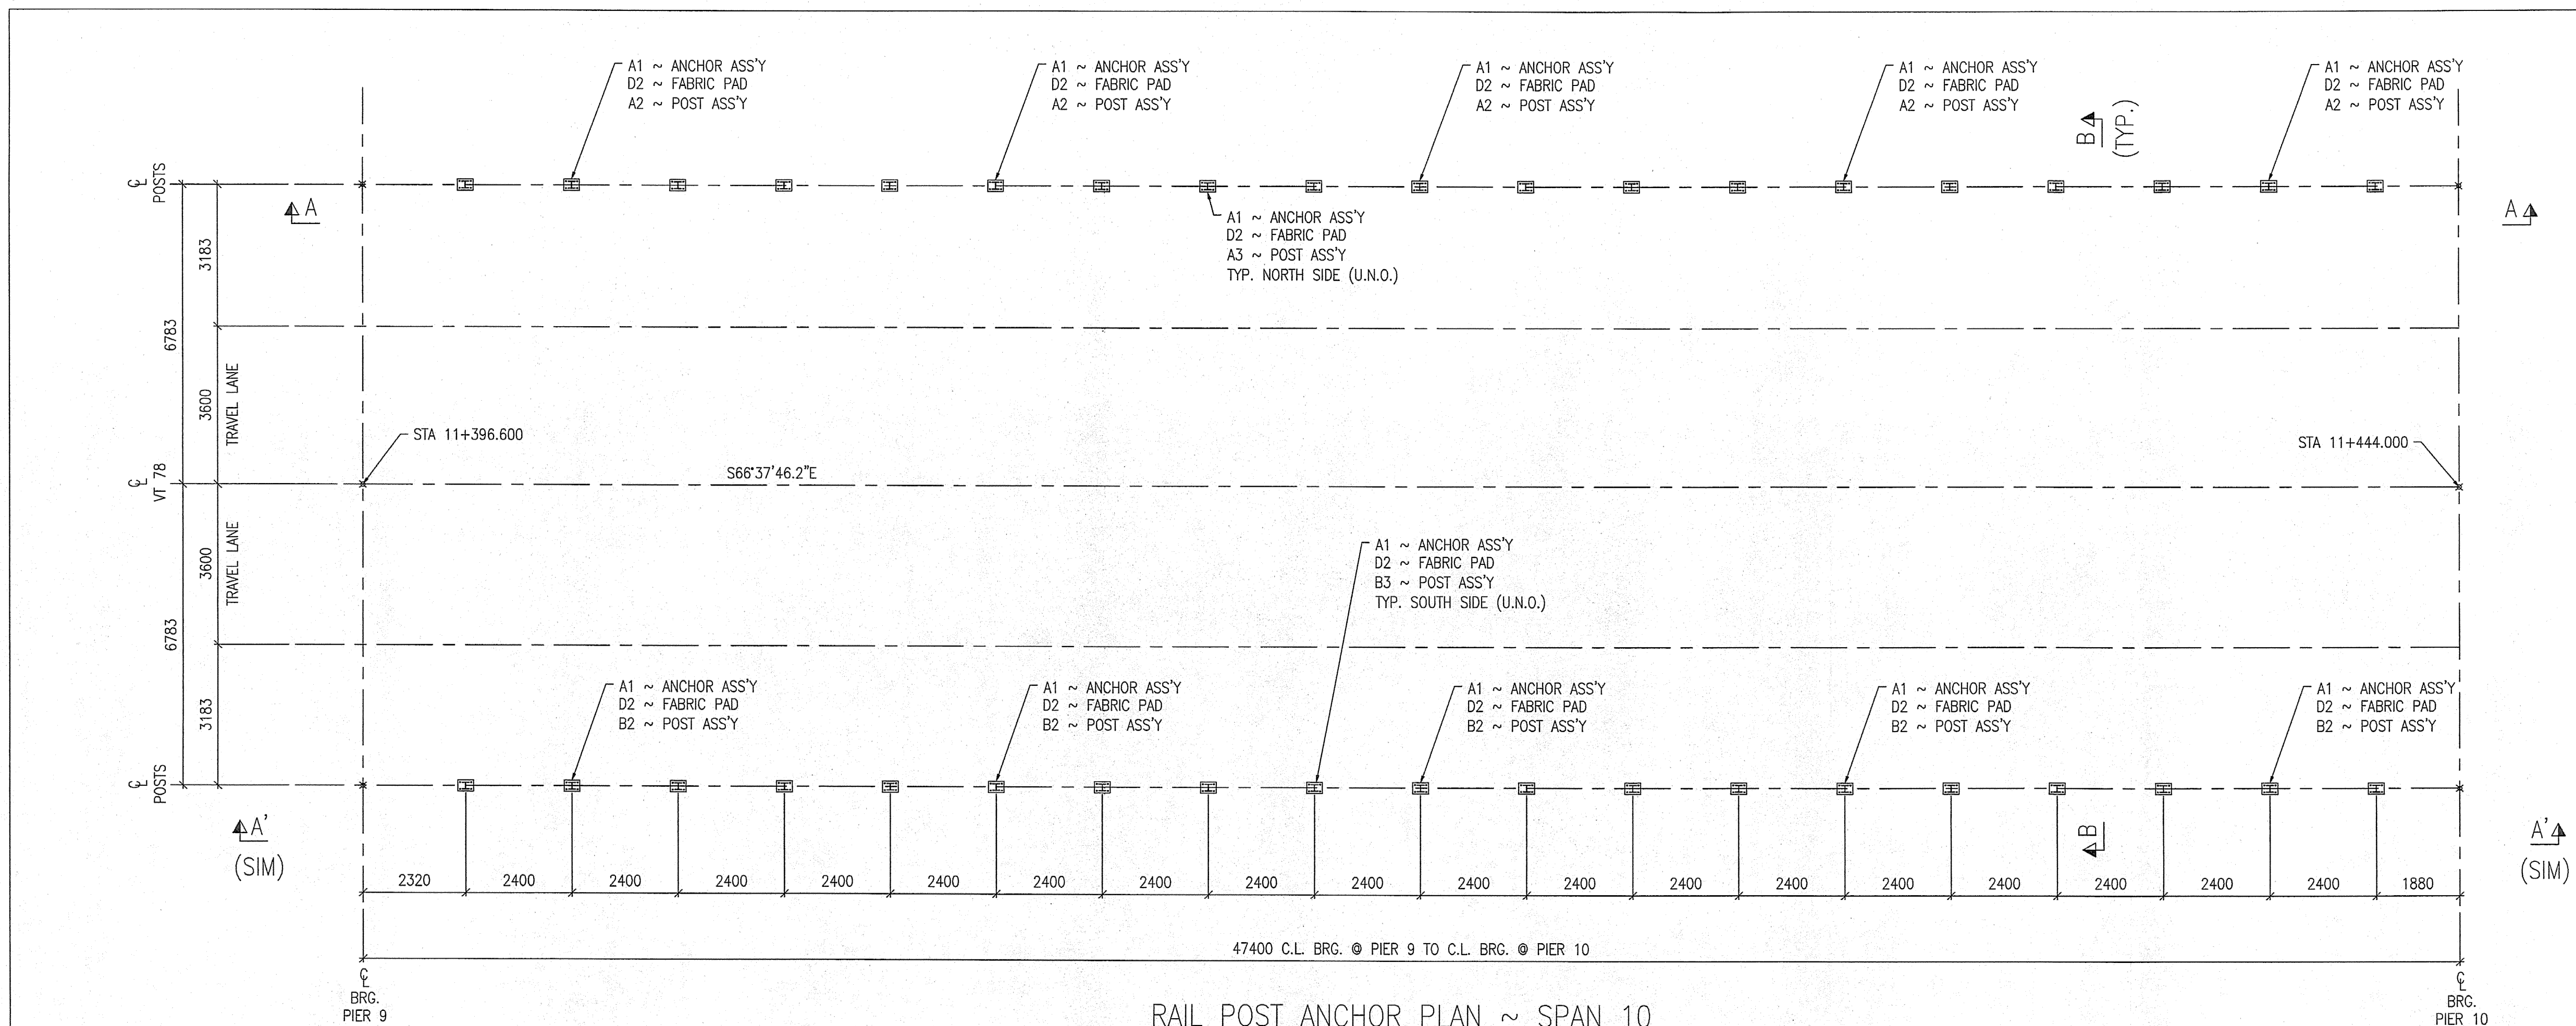 A1 ~ ANCHOR ASS'Y
D2 ~ FABRIC PAD
A2 ~ POST ASS'Y
A1 ~ ANCHOR ASS'Y
D2 ~ FABRIC PAD
A2 ~ POST ASS'Y
A1 ~ ANCHOR ASS'Y
D2 ~ FABRIC PAD
A2 ~ POST ASS'Y
A1 ~ ANCHOR ASS'Y
D2 ~ FABRIC PAD
A2 ~ POST ASS'Y
A1 ~ ANCHOR ASS'Y
D2 ~ FABRIC PAD
A2 ~ POST ASS'Y
B
(TYP.)
℄
POSTS
A
A
A1 ~ ANCHOR ASS'Y
D2 ~ FABRIC PAD
A3 ~ POST ASS'Y
TYP. NORTH SIDE (U.N.O.)
3183
6783
3600
TRAVEL LANE
STA 11+396.600
STA 11+444.000
℄
VT 78
S66°37'46.2"E
3600
TRAVEL LANE
6783
3183
A1 ~ ANCHOR ASS'Y
D2 ~ FABRIC PAD
B3 ~ POST ASS'Y
TYP. SOUTH SIDE (U.N.O.)
A1 ~ ANCHOR ASS'Y
D2 ~ FABRIC PAD
B2 ~ POST ASS'Y
A1 ~ ANCHOR ASS'Y
D2 ~ FABRIC PAD
B2 ~ POST ASS'Y
A1 ~ ANCHOR ASS'Y
D2 ~ FABRIC PAD
B2 ~ POST ASS'Y
A1 ~ ANCHOR ASS'Y
D2 ~ FABRIC PAD
B2 ~ POST ASS'Y
A1 ~ ANCHOR ASS'Y
D2 ~ FABRIC PAD
B2 ~ POST ASS'Y
℄
POSTS
A'
(SIM)
B
A'
(SIM)
2320 2400 2400 2400 2400 2400 2400 2400 2400 2400 2400 2400 2400 2400 2400 2400 2400 2400 2400 1880
47400 C.L. BRG. @ PIER 9 TO C.L. BRG. @ PIER 10
℄
BRG.
PIER 9
℄
BRG.
PIER 10
RAIL POST ANCHOR PLAN ~ SPAN 10